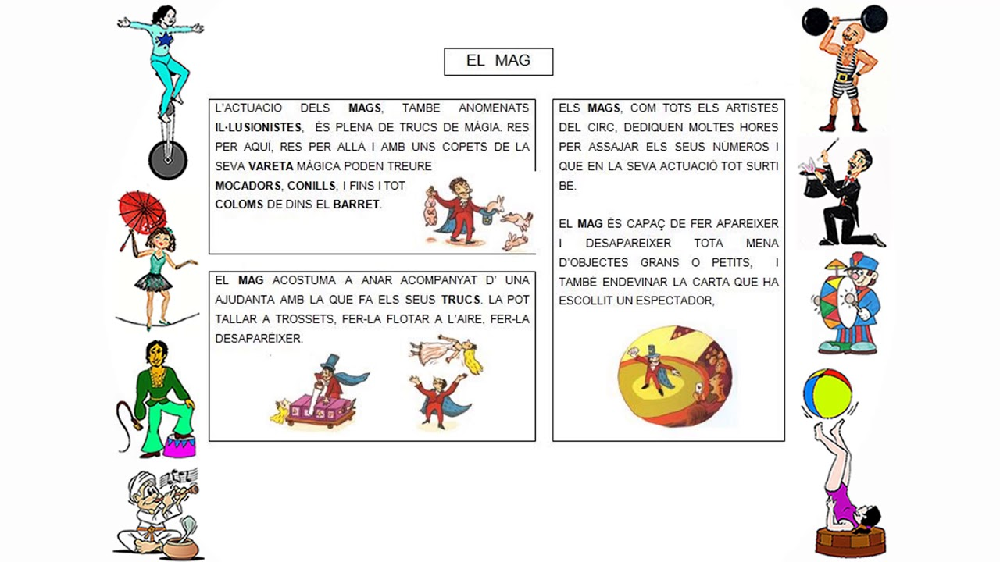 EL MAG
L'ACTUACIO DELS MAGS, TAMBE ANOMENATS
IL·LUSIONISTES, ÉS PLENA DE TRUCS DE MÀGIA. RES
PER AQUÍ, RES PER ALLÀ I AMB UNS COPETS DE LA
SEVA VARETA MÀGICA PODEN TREURE
MOCADORS, CONILLS, I FINS I TOT
COLOMS DE DINS EL BARRET.
EL MAG ACOSTUMA A ANAR ACOMPANYAT D' UNA
AJUDANTA AMB LA QUE FA ELS SEUS TRUCS. LA POT
TALLAR A TROSSETS, FER-LA FLOTAR A L'AIRE, FER-LA
DESAPARÈIXER.
ELS MAGS, COM TOTS ELS ARTISTES
DEL CIRC, DEDIQUEN MOLTES HORES
PER ASSAJAR ELS SEUS NÚMEROS I
QUE EN LA SEVA ACTUACIÓ TOT SURTI
BÉ.
EL MAG ÉS CAPAÇ DE FER APAREIXER
I DESAPAREIXER TOTA MENA
D'OBJECTES GRANS O PETITS, I
TAMBÉ ENDEVINAR LA CARTA QUE HA
ESCOLLIT UN ESPECTADOR,